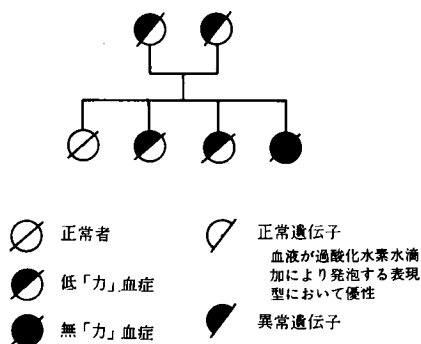 正常者
低「カ」血症
無「カ」血症
正常遺伝子
血液が過酸化水素水滴
加により発泡する表現
型において優性
異常遺伝子